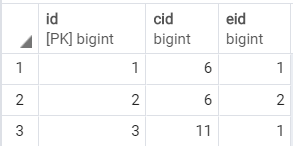 id cid eid
[PK] bigint bigint bigint
1 1 6 1
2 2 6 2
3 3 11 1